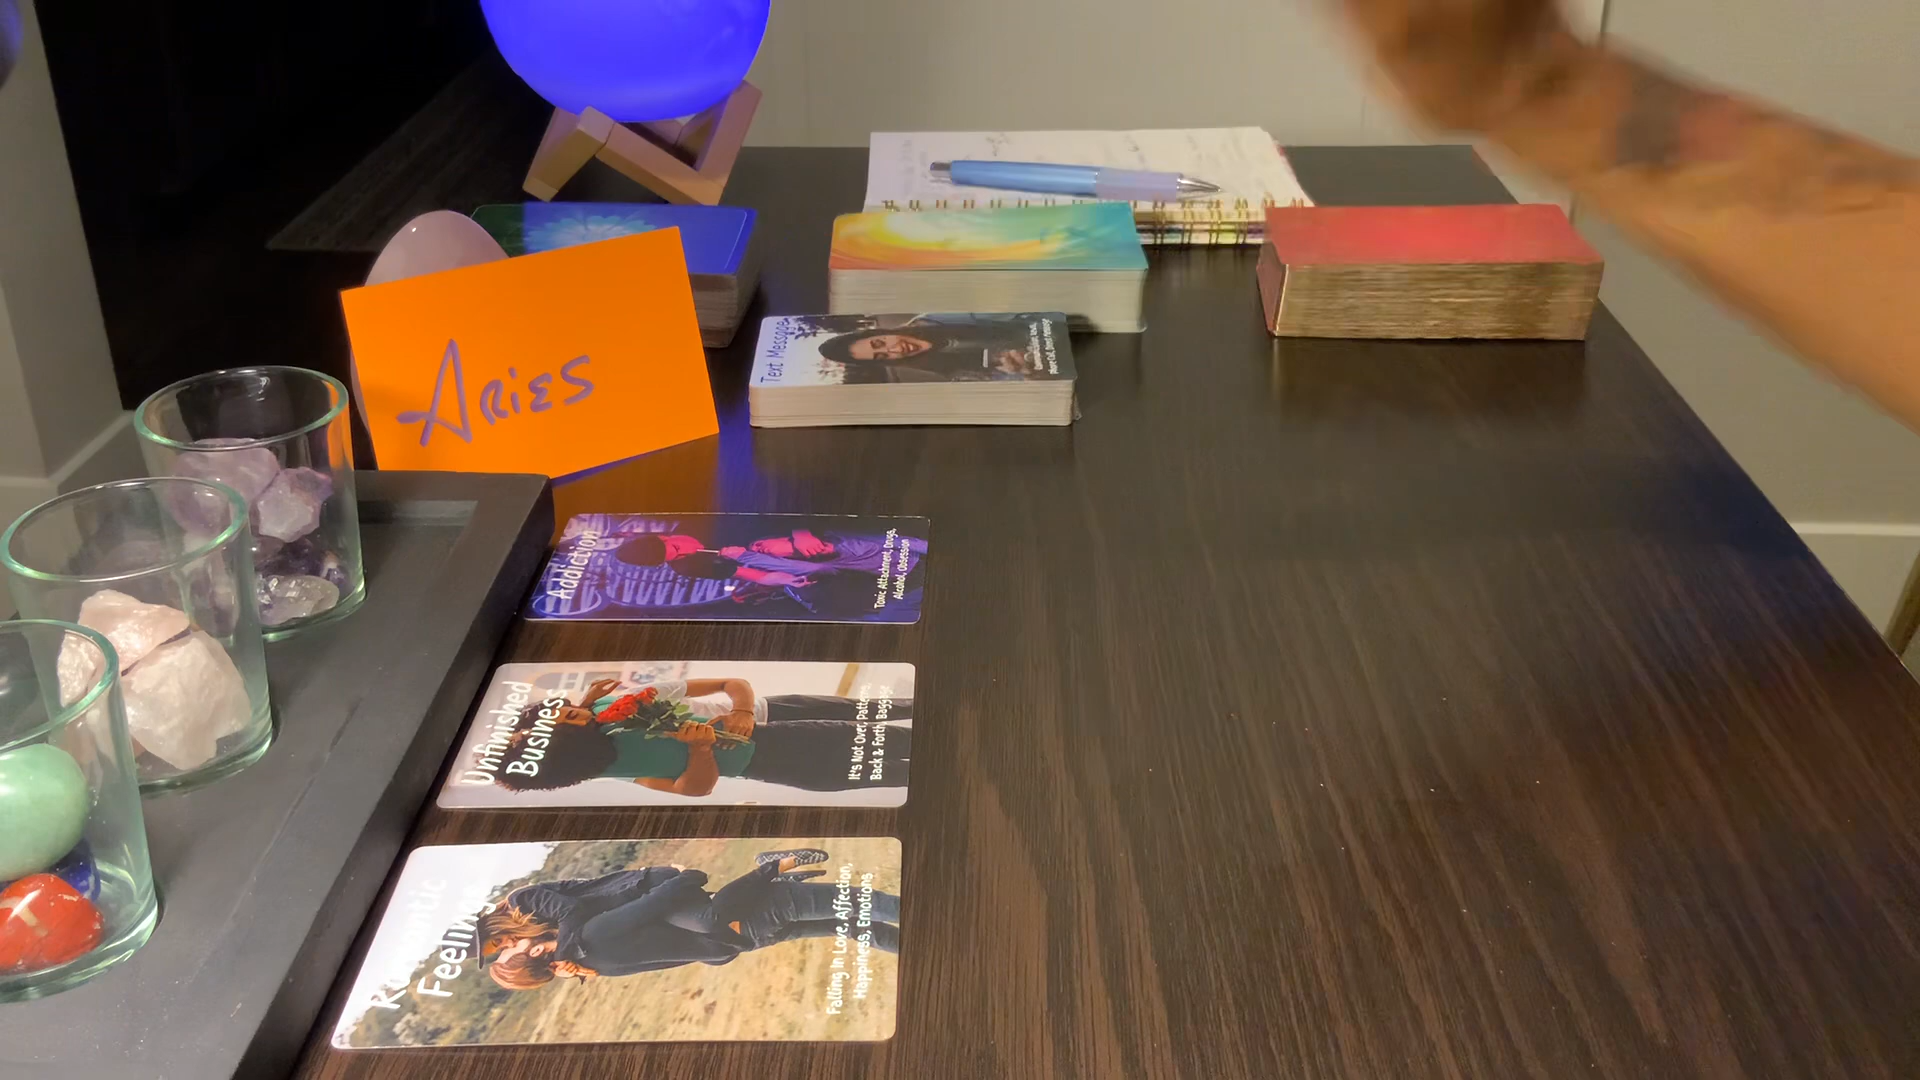 Aries
Text Message
Addiction
Toxic Attachment, Drugs,
Alcohol, Obsession
Unfinished
Business
It's Not Over, Patterns,
Back & Forth, Baggage
Romantic
Feelings
Falling In Love, Affection,
Happiness, Emotions